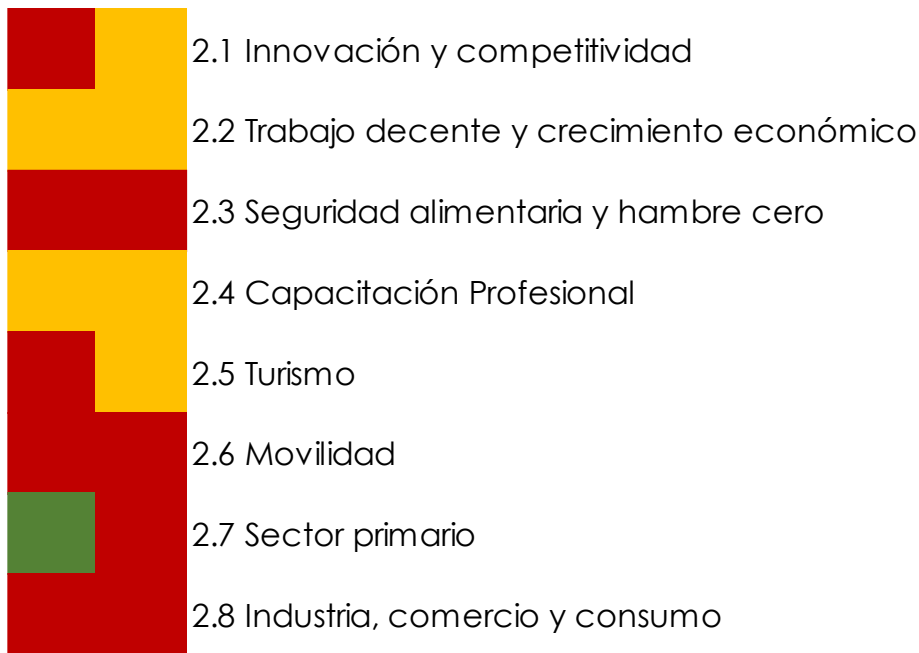 2.1 Innovación y competitividad
2.2 Trabajo decente y crecimiento económico
2.3 Seguridad alimentaria y hambre cero
2.4 Capacitación Profesional
2.5 Turismo
2.6 Movilidad
2.7 Sector primario
2.8 Industria, comercio y consumo